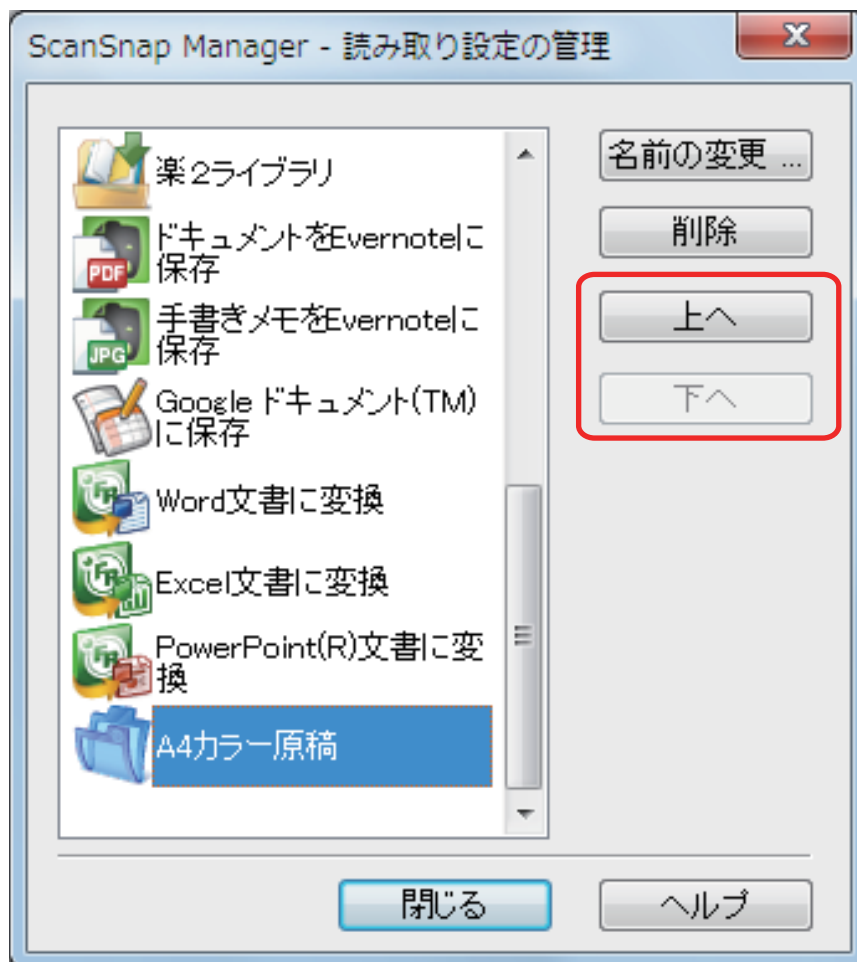 ScanSnap Manager - 読み取り設定の管理
楽2ライブラリ
ドキュメントをEvernoteに
保存
PDF
手書きメモをEvernoteに
保存
JPG
Google ドキュメント(TM)
に保存
Word文書に変換
Excel文書に変換
PowerPoint(R)文書に変
換
A4カラー原稿
名前の変更 ...
削除
上へ
下へ
閉じる
ヘルプ